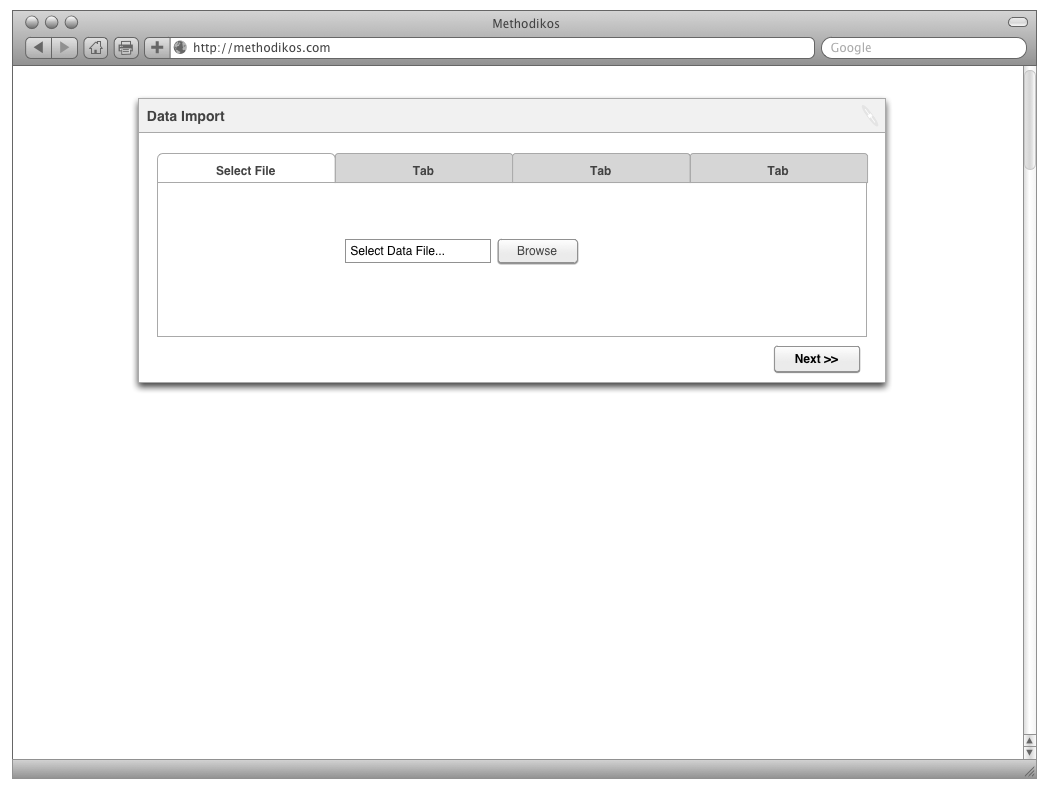 Methodikos
http://methodikos.com
Google
Data Import
Select File Tab Tab Tab
Select Data File... Browse
Next >>